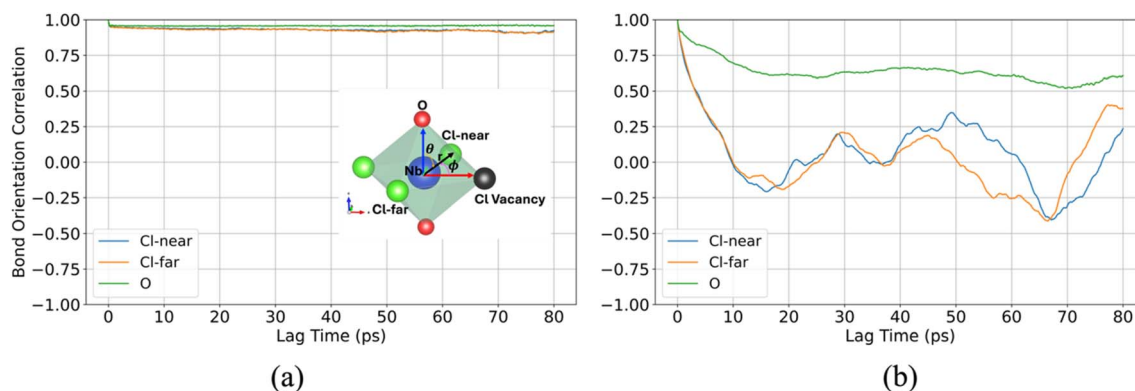 1.00
0.75
0.50
0.25
0.00
−0.25
−0.50
−0.75
−1.00
Bond Orientation Correlation
O
Cl-near
θ
r
Nb
ϕ
Cl Vacancy
Cl-far
Cl-near
Cl-far
O
0 10 20 30 40 50 60 70 80
Lag Time (ps)
(a)
1.00
0.75
0.50
0.25
0.00
−0.25
−0.50
−0.75
−1.00
Cl-near
Cl-far
O
0 10 20 30 40 50 60 70 80
Lag Time (ps)
(b)